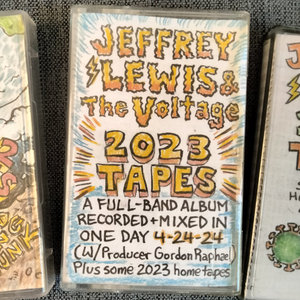 JEFFREY
LEWIS &
The Voltage
2023
TAPES
A FULL-BAND ALBUM
RECORDED + MIXED IN
ONE DAY 4-24-24
(W/Producer Gordon Raphael)
Plus some 2023 home tapes